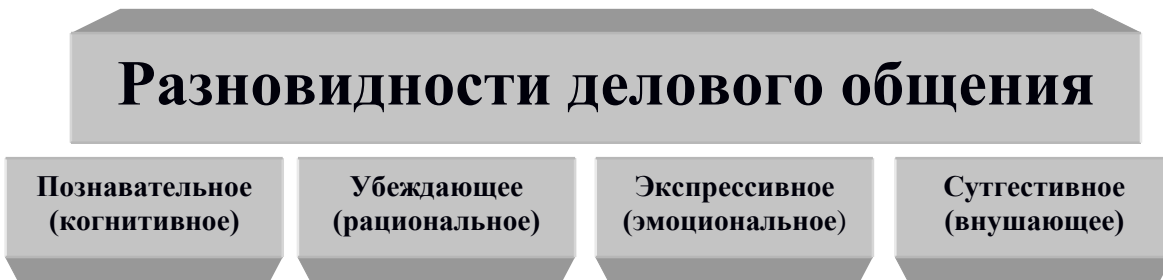 Разновидности делового общения
Познавательное
(когнитивное)
Убеждающее
(рациональное)
Экспрессивное
(эмоциональное)
Сутгестивное
(внушающее)